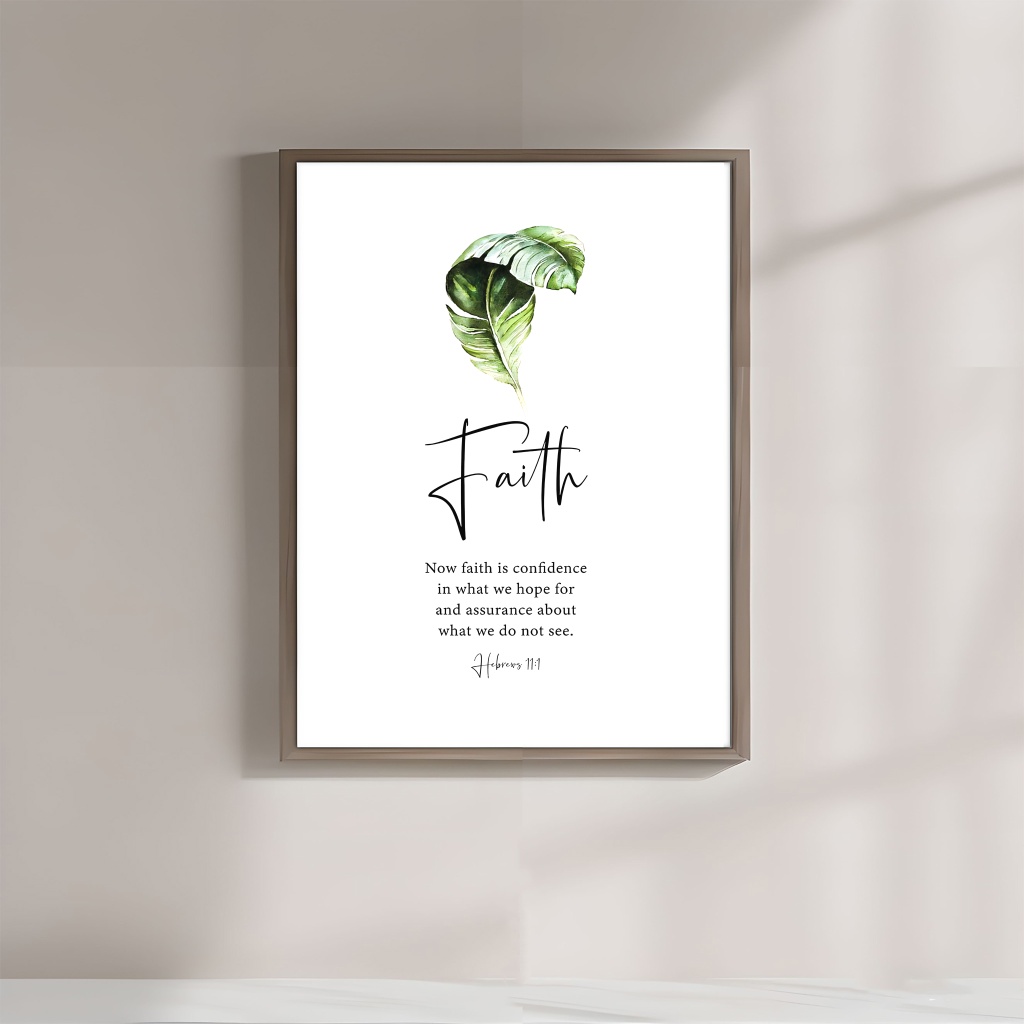 Faith
Now faith is confidence
in what we hope for
and assurance about
what we do not see.
Hebrews 11:1